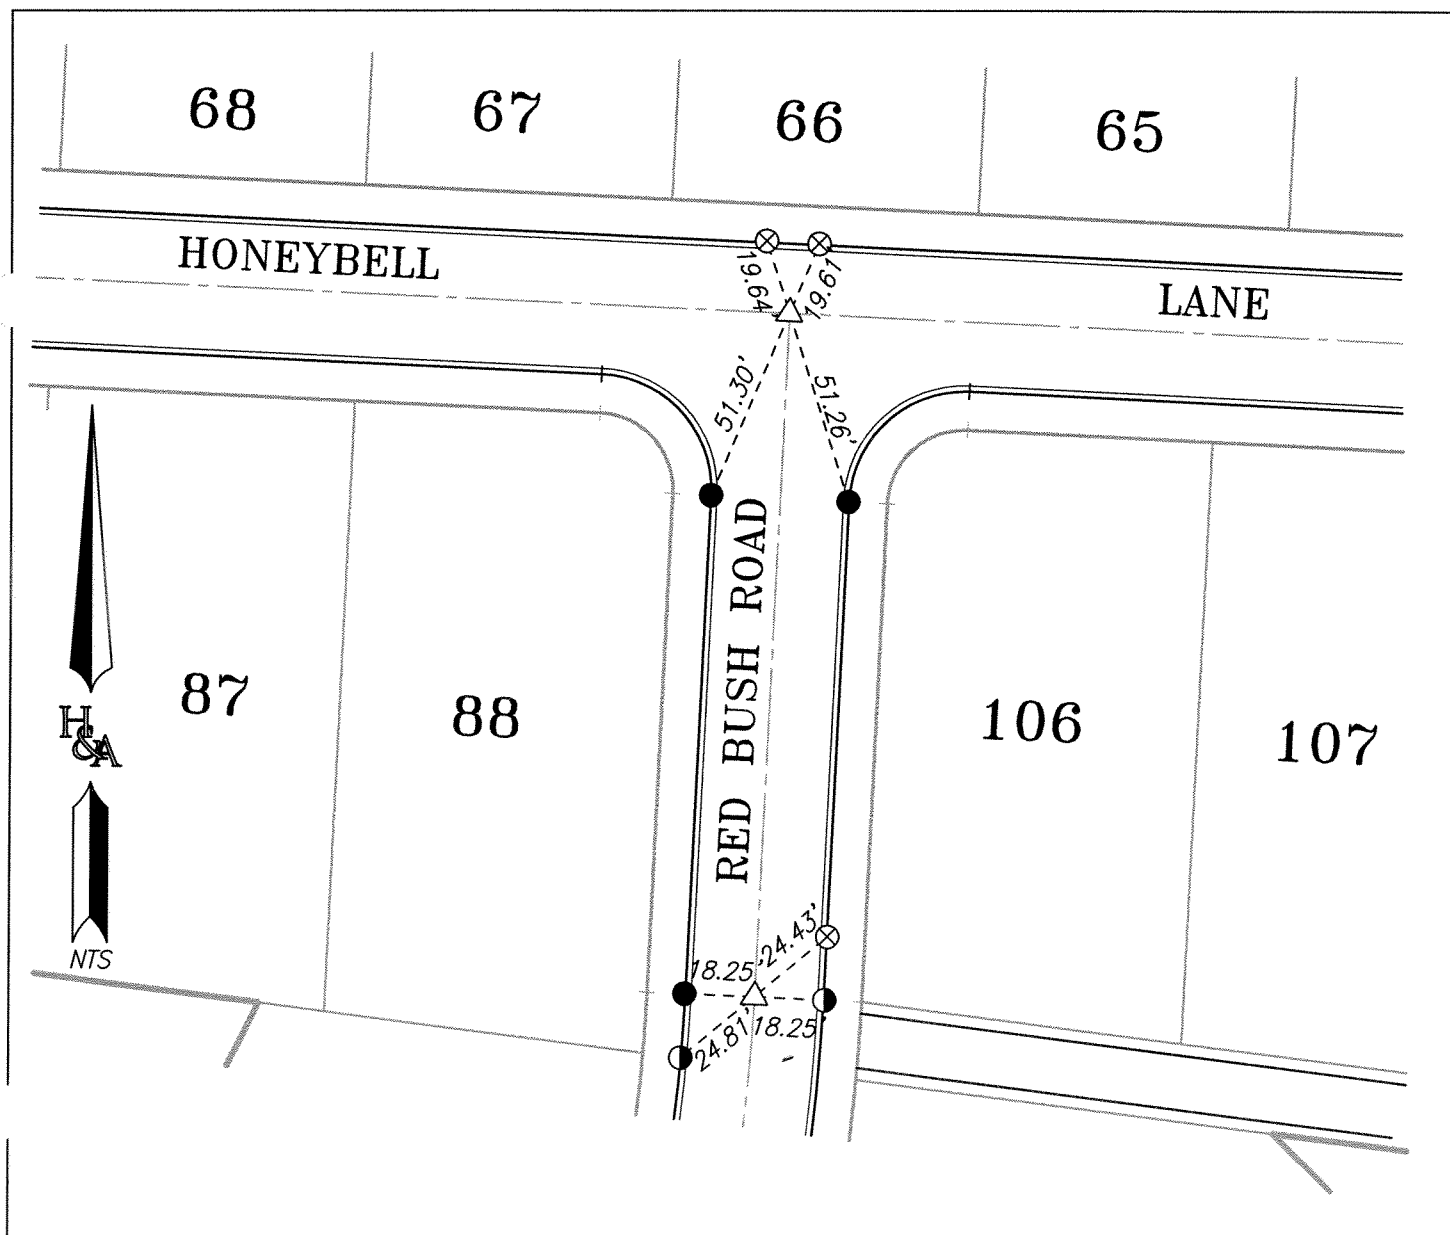 68 67 66 65
HONEYBELL LANE
19.64' 19.61'
51.30' 51.26'
RED BUSH ROAD
87 88 106 107
H&A
NTS
24.43'
18.25'
18.25'
24.81'